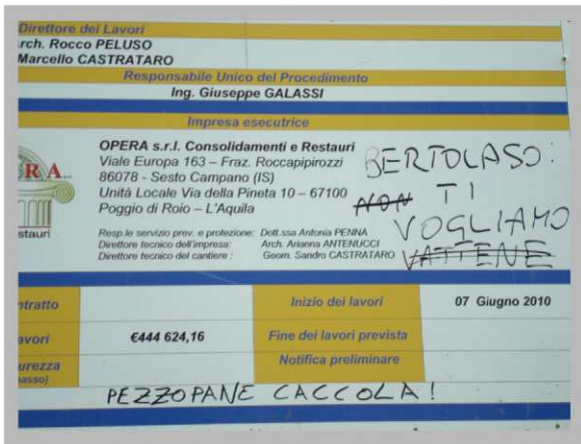 Direttore dei Lavori
rch. Rocco PELUSO
Marcello CASTRATARO
Responsabile Unico del Procedimento
Ing. Giuseppe GALASSI
Impresa esecutrice
OPERA s.r.l. Consolidamenti e Restauri
Viale Europa 163 – Fraz. Roccapipirozzi
86078 - Sesto Campano (IS)
Unità Locale Via della Pineta 10 – 67100
Poggio di Roio – L'Aquila
RA
stauri
Resp.le servizio prev. e protezione: Dott.ssa Antonia PENNA
Direttore tecnico dell'impresa: Arch. Arianna ANTENUCCI
Direttore tecnico del cantiere : Geom. Sandro CASTRATARO
BERTOLASO:
NON TI
VOGLIAMO
VATTENE
ntratto Inizio dei lavori 07 Giugno 2010
avori €444 624,16 Fine dei lavori prevista
urezza Notifica preliminare
asso)
PEZZOPANE CACCOLA!